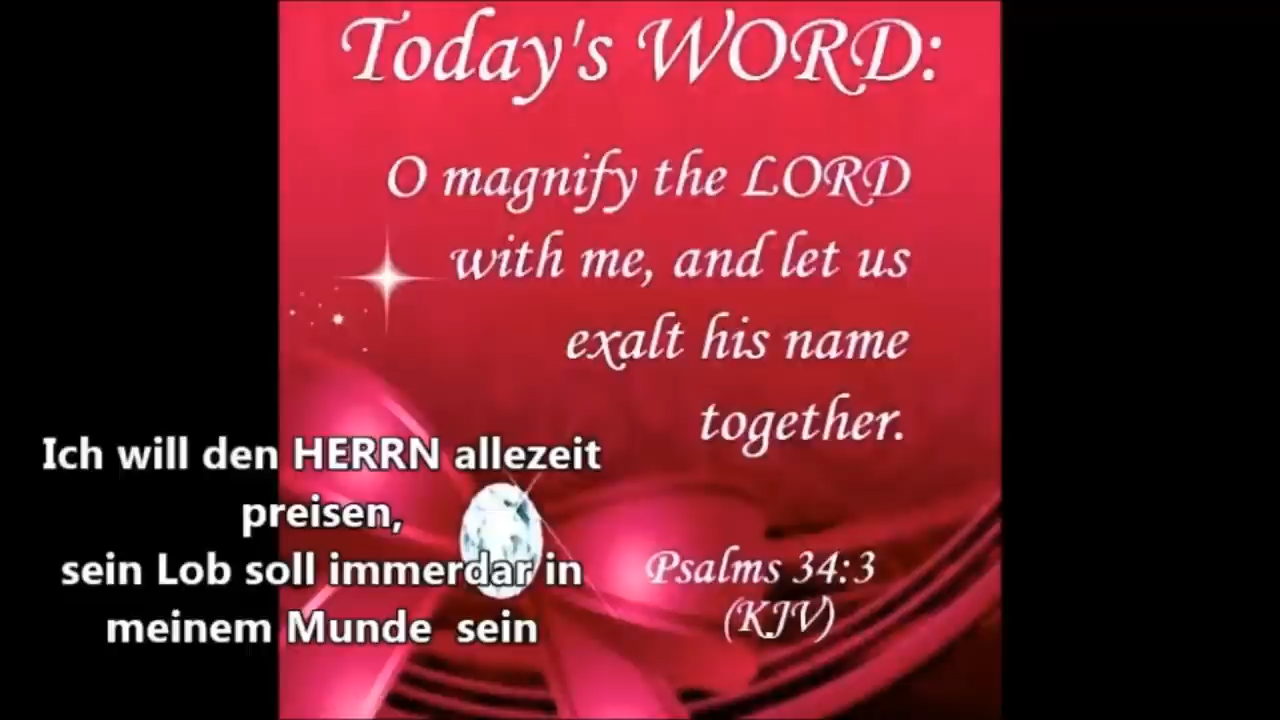 Today's WORD:
O magnify the LORD
with me, and let us
exalt his name
together.
Psalms 34:3
(KJV)
Ich will den HERRN allezeit
preisen,
sein Lob soll immerdar in
meinem Munde sein